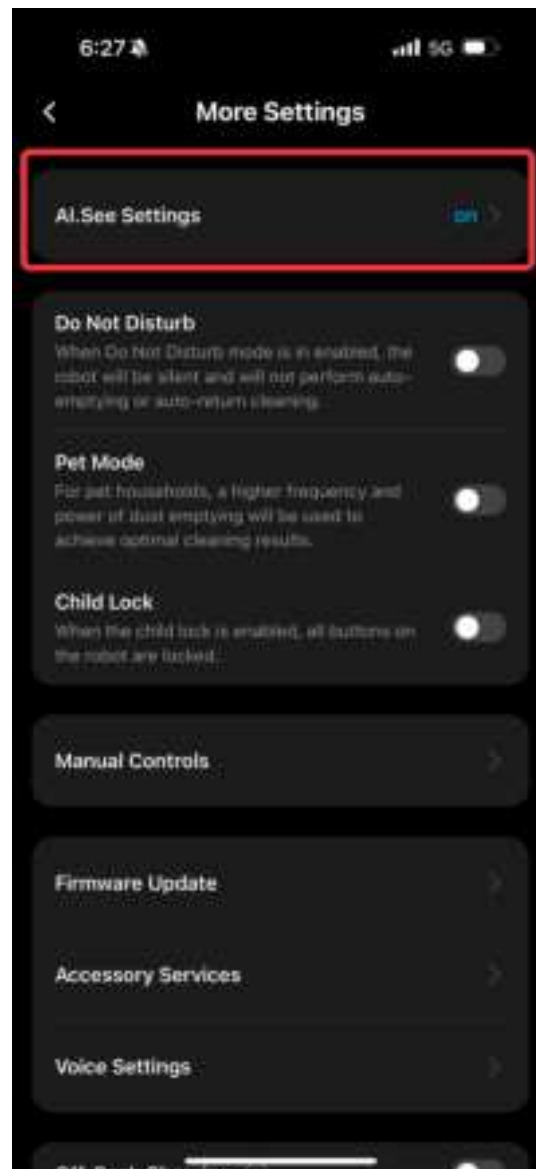 6:27
5G
More Settings
AI.See Settings
on
Do Not Disturb
When Do Not Disturb mode is in enabled, the
robot will be silent and will not perform auto-
emptying or auto-return cleaning.
Pet Mode
For pet households, a higher frequency and
power of dust emptying will be used to
achieve optimal cleaning results.
Child Lock
When the child lock is enabled, all buttons on
the robot are locked.
Manual Controls
Firmware Update
Accessory Services
Voice Settings